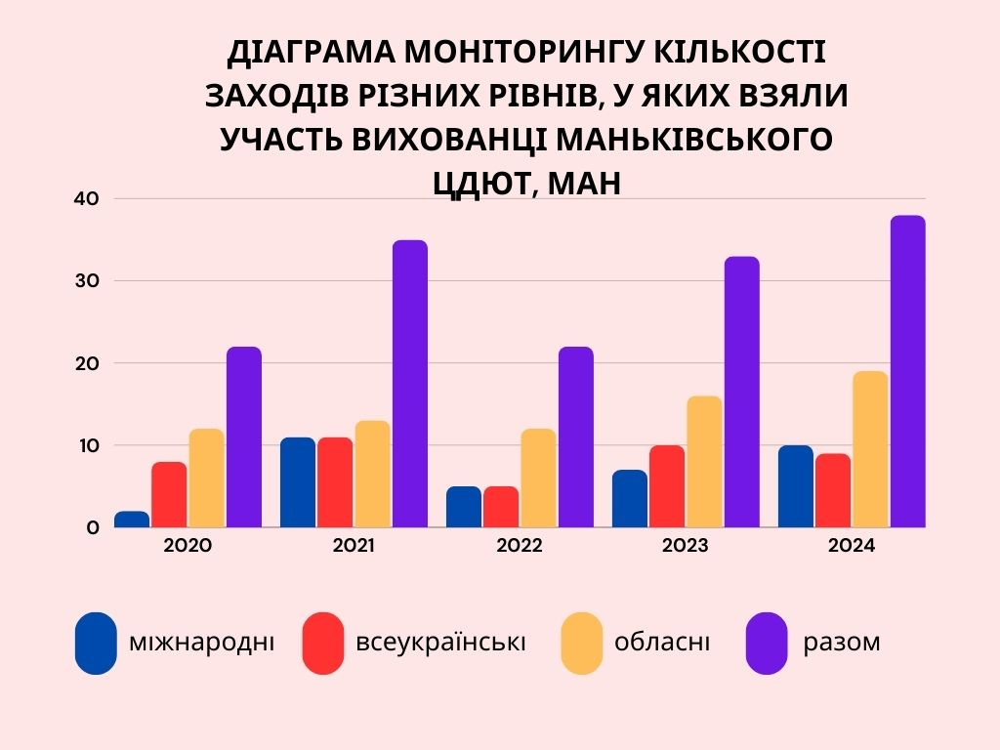 ДІАГРАМА МОНІТОРИНГУ КІЛЬКОСТІ
ЗАХОДІВ РІЗНИХ РІВНІВ, У ЯКИХ ВЗЯЛИ
УЧАСТЬ ВИХОВАНЦІ МАНЬКІВСЬКОГО
ЦДЮТ, МАН
40
30
20
10
0
2020 2021 2022 2023 2024
міжнародні всеукраїнські обласні разом